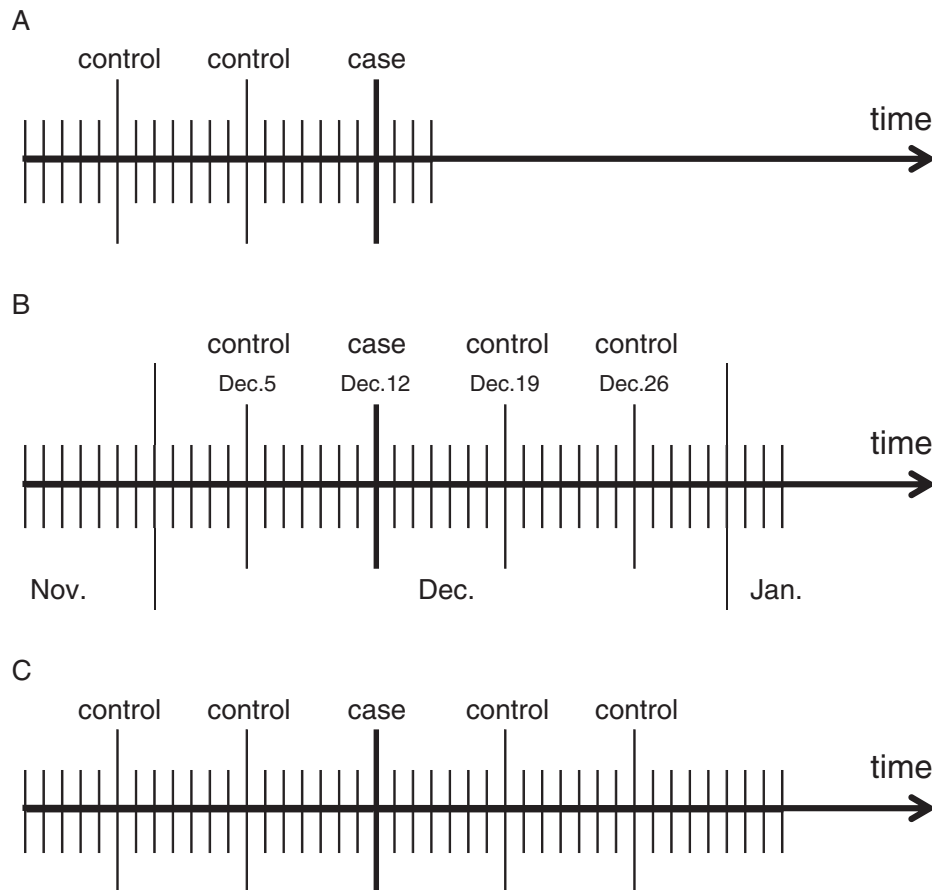 A
control control case
time
B
control case control control
Dec.5 Dec.12 Dec.19 Dec.26
time
Nov. Dec. Jan.
C
control control case control control
time